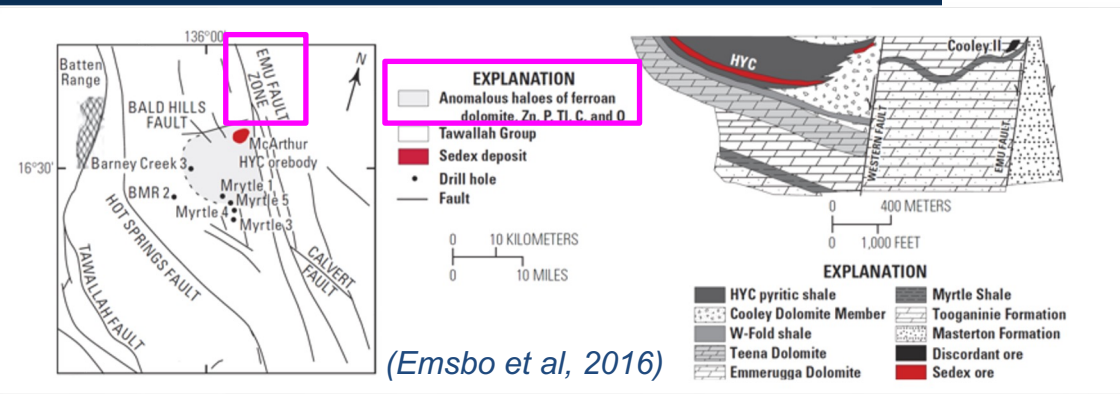 136°00'
N
Batten
Range
EMU FAULT
ZONE
BALD HILLS
FAULT
McArthur
HYC orebody
16°30'
Barney Creek 3
BMR 2
Mrytle 1
Myrtle 5
Myrtle 4
Myrtle 3
HOT SPRINGS FAULT
TAWALLAH FAULT
CALVERT
FAULT
EXPLANATION
Anomalous haloes of ferroan
dolomite, Zn, P, Tl, C, and O
Tawallah Group
Sedex deposit
Drill hole
Fault
0 10 KILOMETERS
0 10 MILES
(Emsbo et al, 2016)
HYC
Cooley II
WESTERN FAULT
EMU FAULT
0 400 METERS
0 1,000 FEET
EXPLANATION
HYC pyritic shale
Cooley Dolomite Member
W-Fold shale
Teena Dolomite
Emmerugga Dolomite
Myrtle Shale
Tooganinie Formation
Masterton Formation
Discordant ore
Sedex ore